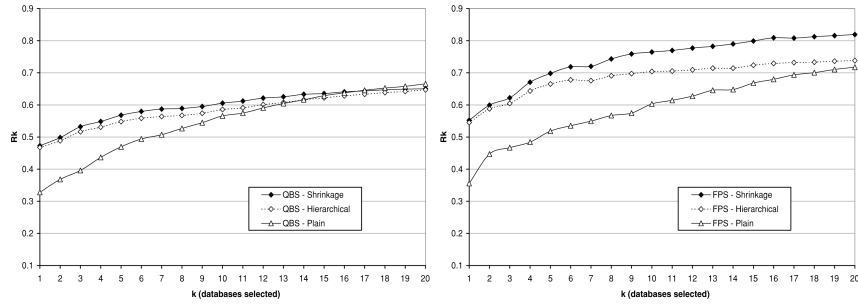 0.9
0.8
0.7
0.6
0.5
0.4
0.3
0.2
0.1
Rk
QBS - Shrinkage
QBS - Hierarchical
QBS - Plain
1 2 3 4 5 6 7 8 9 10 11 12 13 14 15 16 17 18 19 20
k (databases selected)
0.9
0.8
0.7
0.6
0.5
0.4
0.3
0.2
0.1
Rk
FPS - Shrinkage
FPS - Hierarchical
FPS - Plain
1 2 3 4 5 6 7 8 9 10 11 12 13 14 15 16 17 18 19 20
k (databases selected)